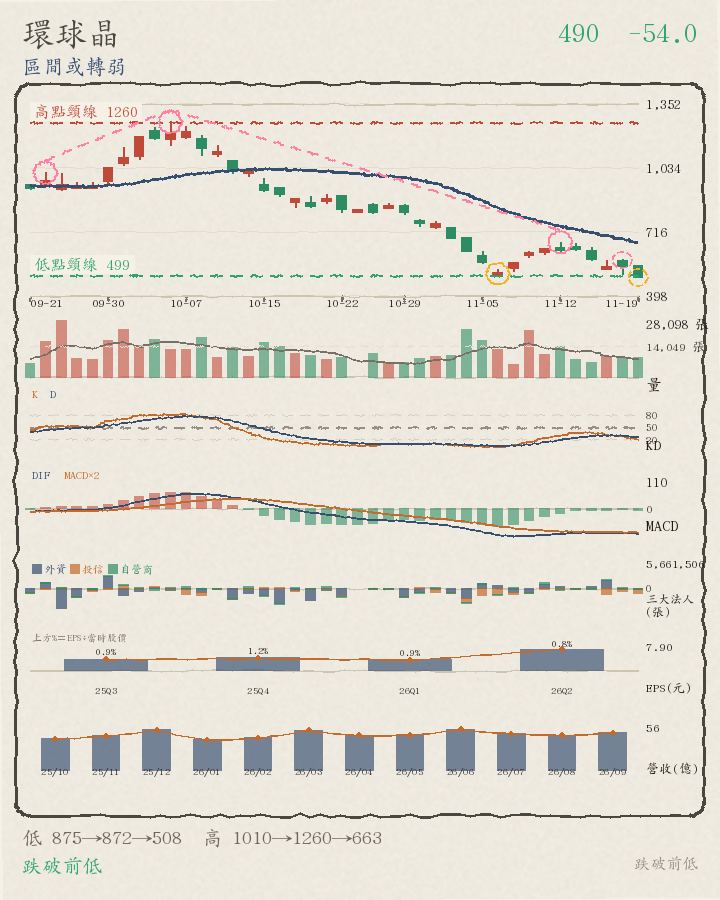 環球晶
490 -54.0
區間或轉弱
高點頸線 1260
1,352
1,034
716
低點頸線 499
398
09-21 09-30 10-07 10-15 10-22 10-29 11-05 11-12 11-19
28,098 張
14,049 張
量
K D
80
50
20
KD
DIF MACD×2
110
0
MACD
外資 投信 自營商
5,661,506
0
三大法人
(張)
上方%=EPS÷當時股價
0.9% 1.2% 0.9% 0.8%
7.90
25Q3 25Q4 26Q1 26Q2
EPS(元)
56
25/10 25/11 25/12 26/01 26/02 26/03 26/04 26/05 26/06 26/07 26/08 26/09
營收(億)
低 875→872→508 高 1010→1260→663
跌破前低
跌破前低